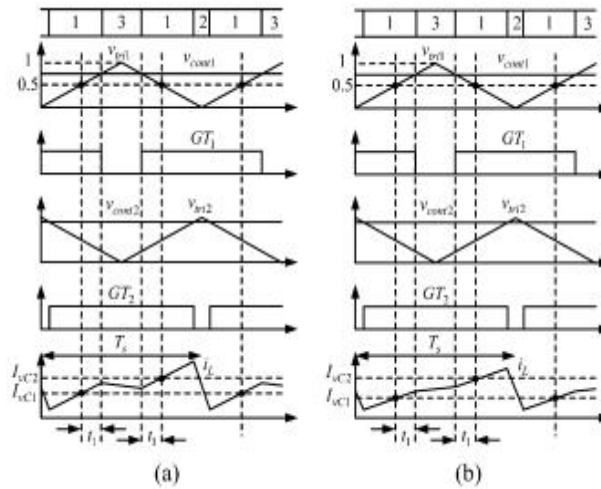 1 3 1 2 1 3
1 v_tri1 v_cont1
0.5
GT_1
v_cont2 v_tri2
GT_2
T_s
I_vC2 i_L
I_vC1
t_1 t_1
(a)
1 3 1 2 1 3
1 v_tri1 v_cont1
0.5
GT_1
v_cont2 v_tri2
GT_2
T_s
I_vC2 i_L
I_vC1
t_1 t_1
(b)